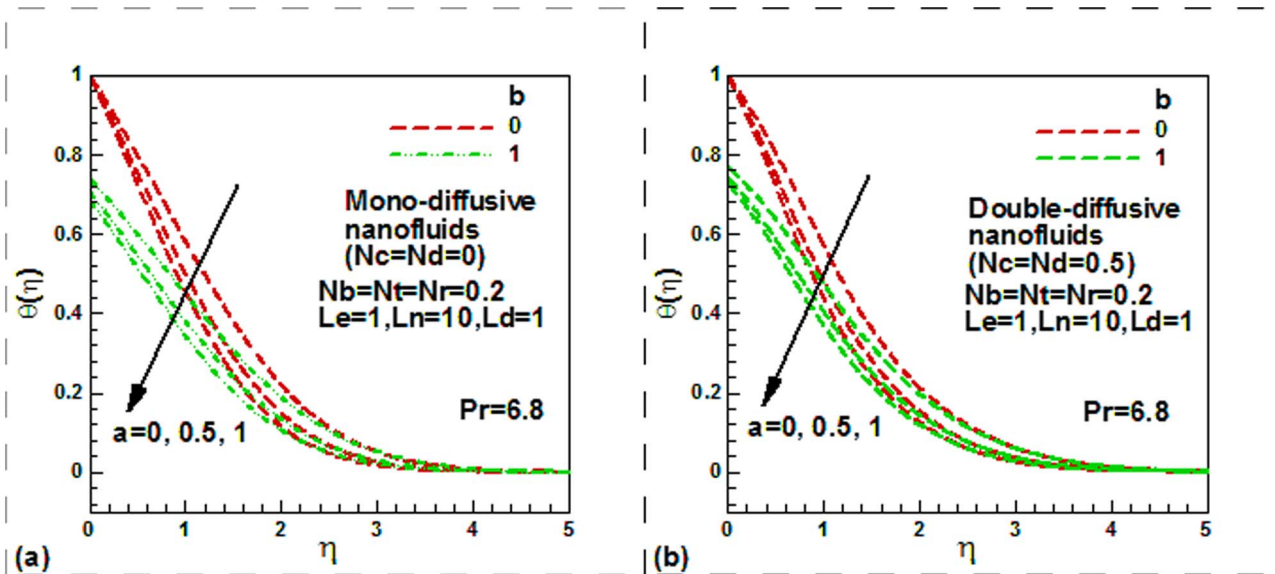 1
0.8
0.6
0.4
0.2
0
θ(η)
b
0
1
Mono-diffusive
nanofluids
(Nc=Nd=0)
Nb=Nt=Nr=0.2
Le=1,Ln=10,Ld=1
Pr=6.8
a=0, 0.5, 1
0 1 2 3 4 5
η
(a)
1
0.8
0.6
0.4
0.2
0
θ(η)
b
0
1
Double-diffusive
nanofluids
(Nc=Nd=0.5)
Nb=Nt=Nr=0.2
Le=1,Ln=10,Ld=1
Pr=6.8
a=0, 0.5, 1
0 1 2 3 4 5
η
(b)